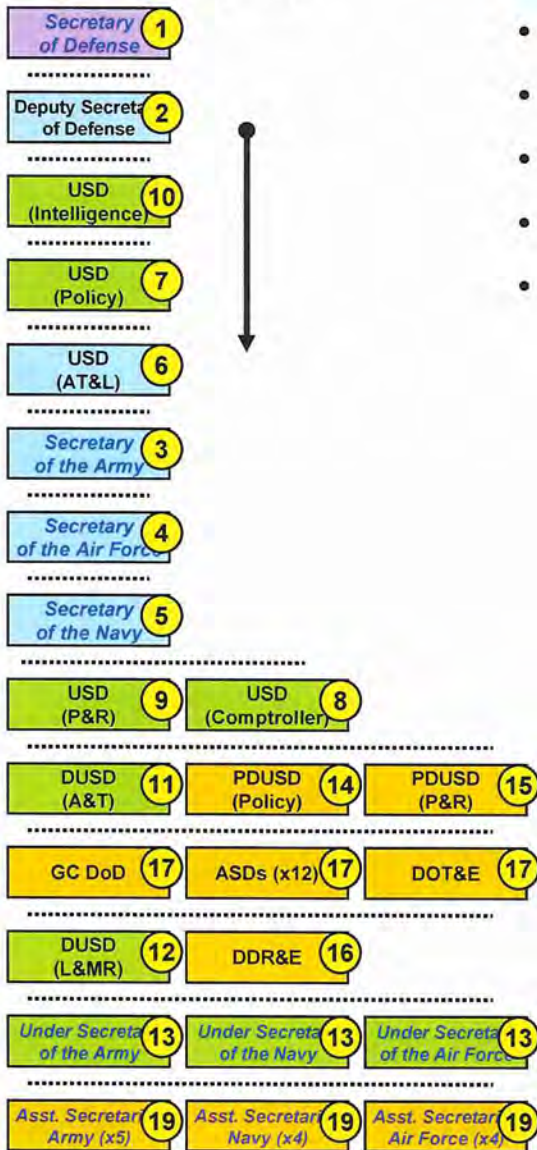 Secretary
of Defense
1
Deputy Secreta
of Defense
2
USD
(Intelligence)
10
USD
(Policy)
7
USD
(AT&L)
6
Secretary
of the Army
3
Secretary
of the Air Force
4
Secretary
of the Navy
5
USD
(P&R)
9
USD
(Comptroller)
8
DUSD
(A&T)
11
PDUSD
(Policy)
14
PDUSD
(P&R)
15
GC DoD
17
ASDs (x12)
17
DOT&E
17
DUSD
(L&MR)
12
DDR&E
16
Under Secreta
of the Army
13
Under Secreta
of the Navy
13
Under Secreta
of the Air Force
13
Asst. Secretari
Army (x5)
19
Asst. Secretari
Navy (x4)
19
Asst. Secretari
Air Force (x4)
19